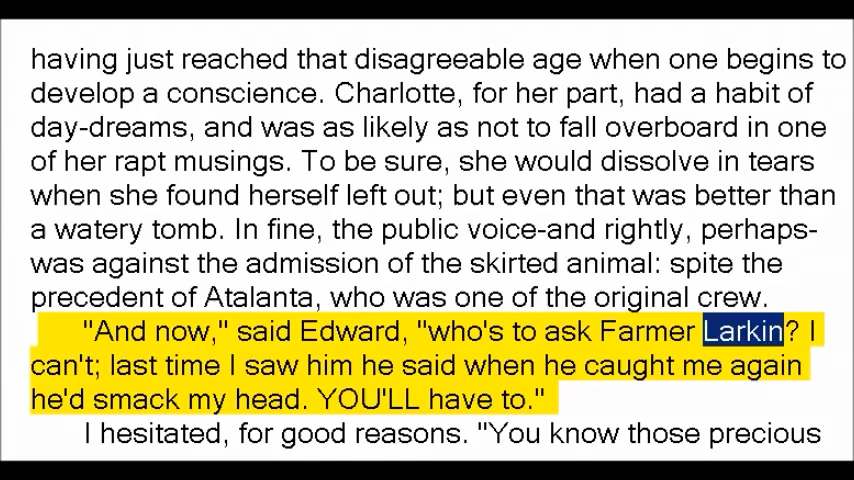 having just reached that disagreeable age when one begins to
develop a conscience. Charlotte, for her part, had a habit of
day-dreams, and was as likely as not to fall overboard in one
of her rapt musings. To be sure, she would dissolve in tears
when she found herself left out; but even that was better than
a watery tomb. In fine, the public voice-and rightly, perhaps-
was against the admission of the skirted animal: spite the
precedent of Atalanta, who was one of the original crew.
"And now," said Edward, "who's to ask Farmer Larkin? I
can't; last time I saw him he said when he caught me again
he'd smack my head. YOU'LL have to."
I hesitated, for good reasons. "You know those precious